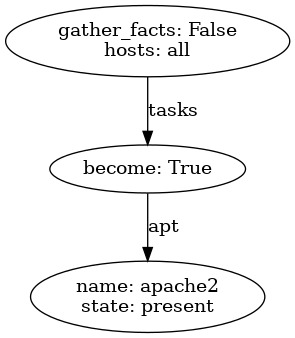 gather_facts: False
hosts: all
tasks
become: True
apt
name: apache2
state: present